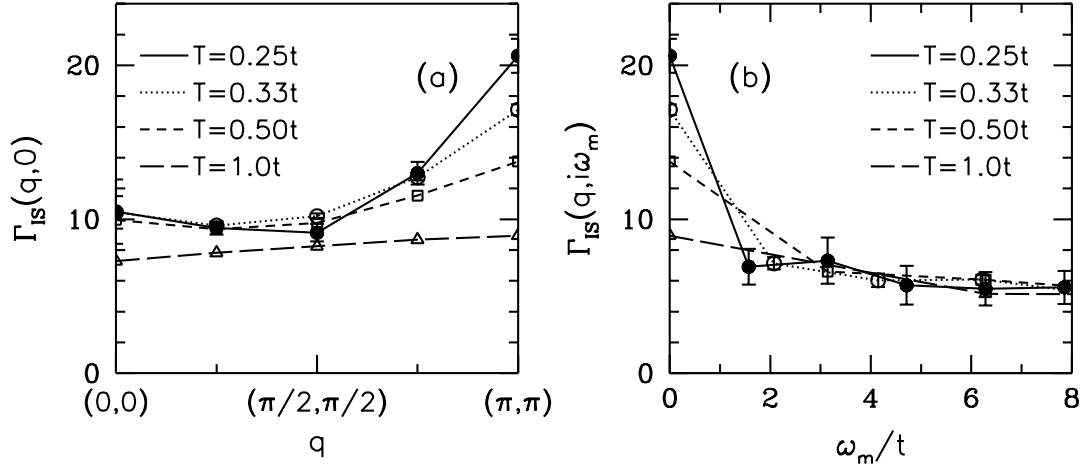 T=0.25t
T=0.33t
T=0.50t
T=1.0t
(a)
Γ_IS(q,0)
20
10
0
(0,0)
(π/2,π/2)
(π,π)
q
T=0.25t
T=0.33t
T=0.50t
T=1.0t
(b)
Γ_IS(q,iω_m)
20
10
0
0 2 4 6 8
ω_m/t